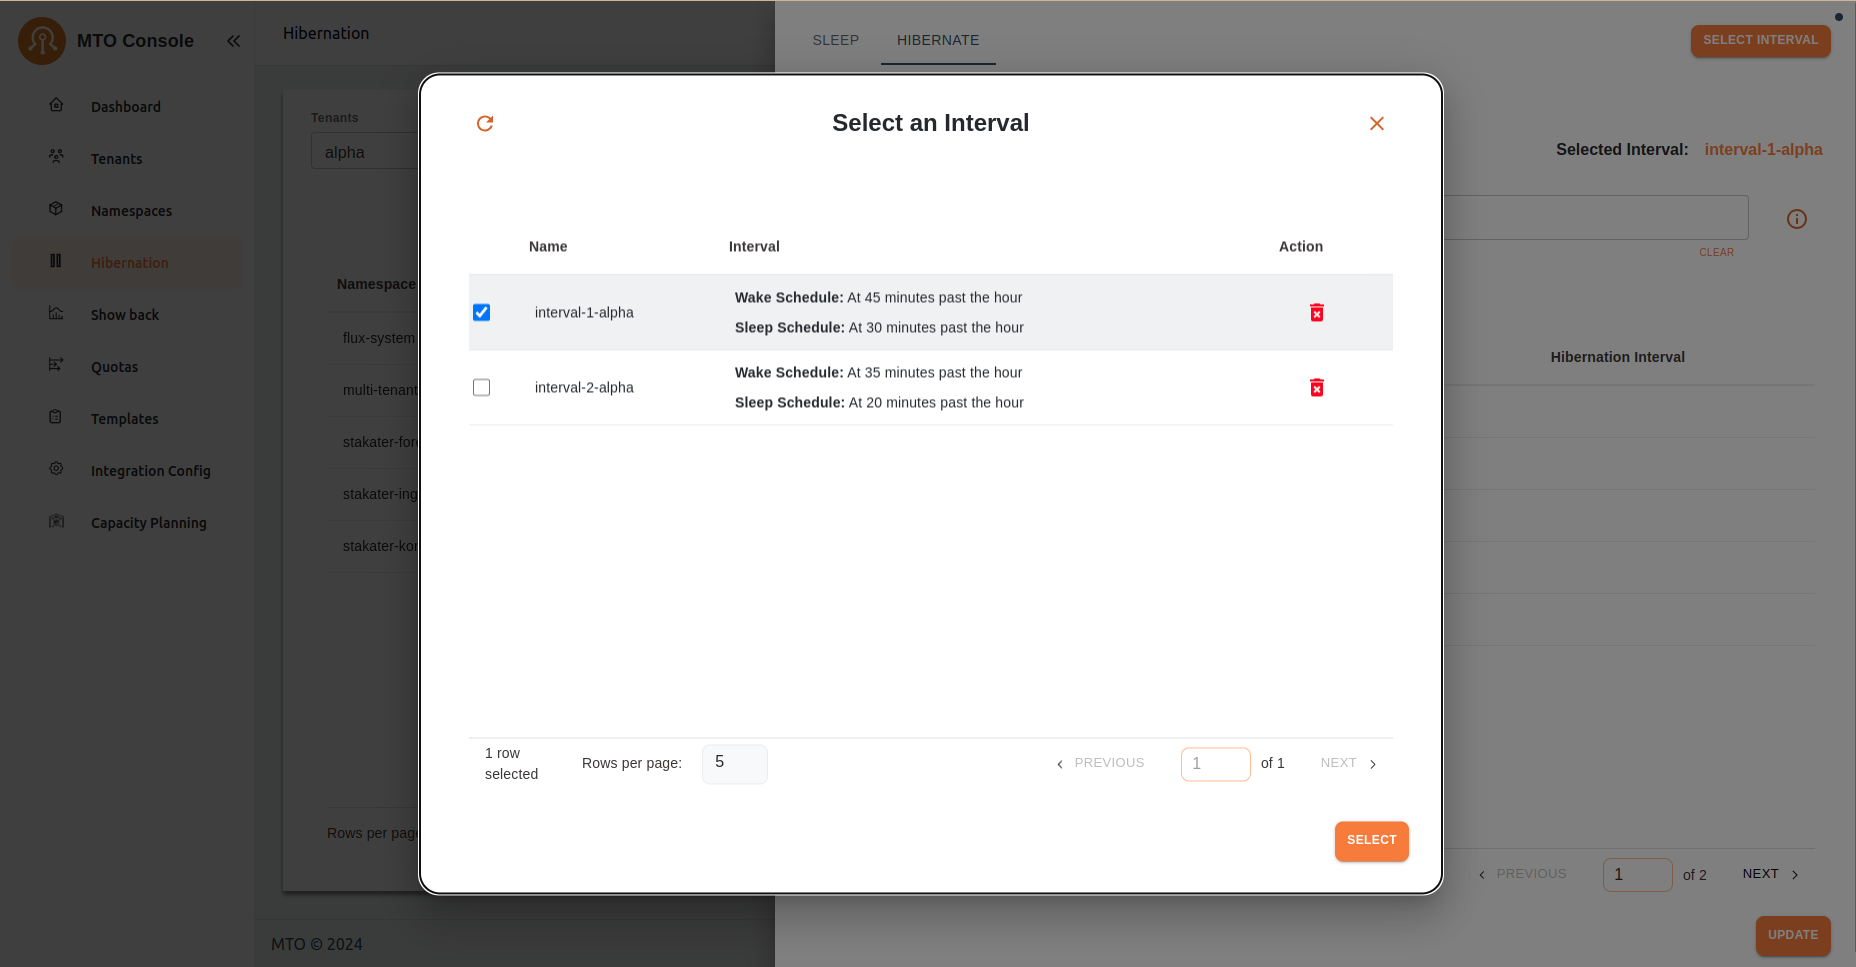 MTO Console
Hibernation
SLEEP
HIBERNATE
SELECT INTERVAL
Dashboard
Tenants
Namespaces
Hibernation
Show back
Quotas
Templates
Integration Config
Capacity Planning
Tenants
alpha
Namespace
flux-system
multi-tenant
stakater-for
stakater-ing
stakater-kor
Rows per page
MTO © 2024
Select an Interval
Name Interval Action
interval-1-alpha
Wake Schedule: At 45 minutes past the hour
Sleep Schedule: At 30 minutes past the hour
interval-2-alpha
Wake Schedule: At 35 minutes past the hour
Sleep Schedule: At 20 minutes past the hour
1 row
selected
Rows per page: 5
PREVIOUS 1 of 1 NEXT
SELECT
Selected Interval: interval-1-alpha
CLEAR
Hibernation Interval
PREVIOUS 1 of 2 NEXT
UPDATE